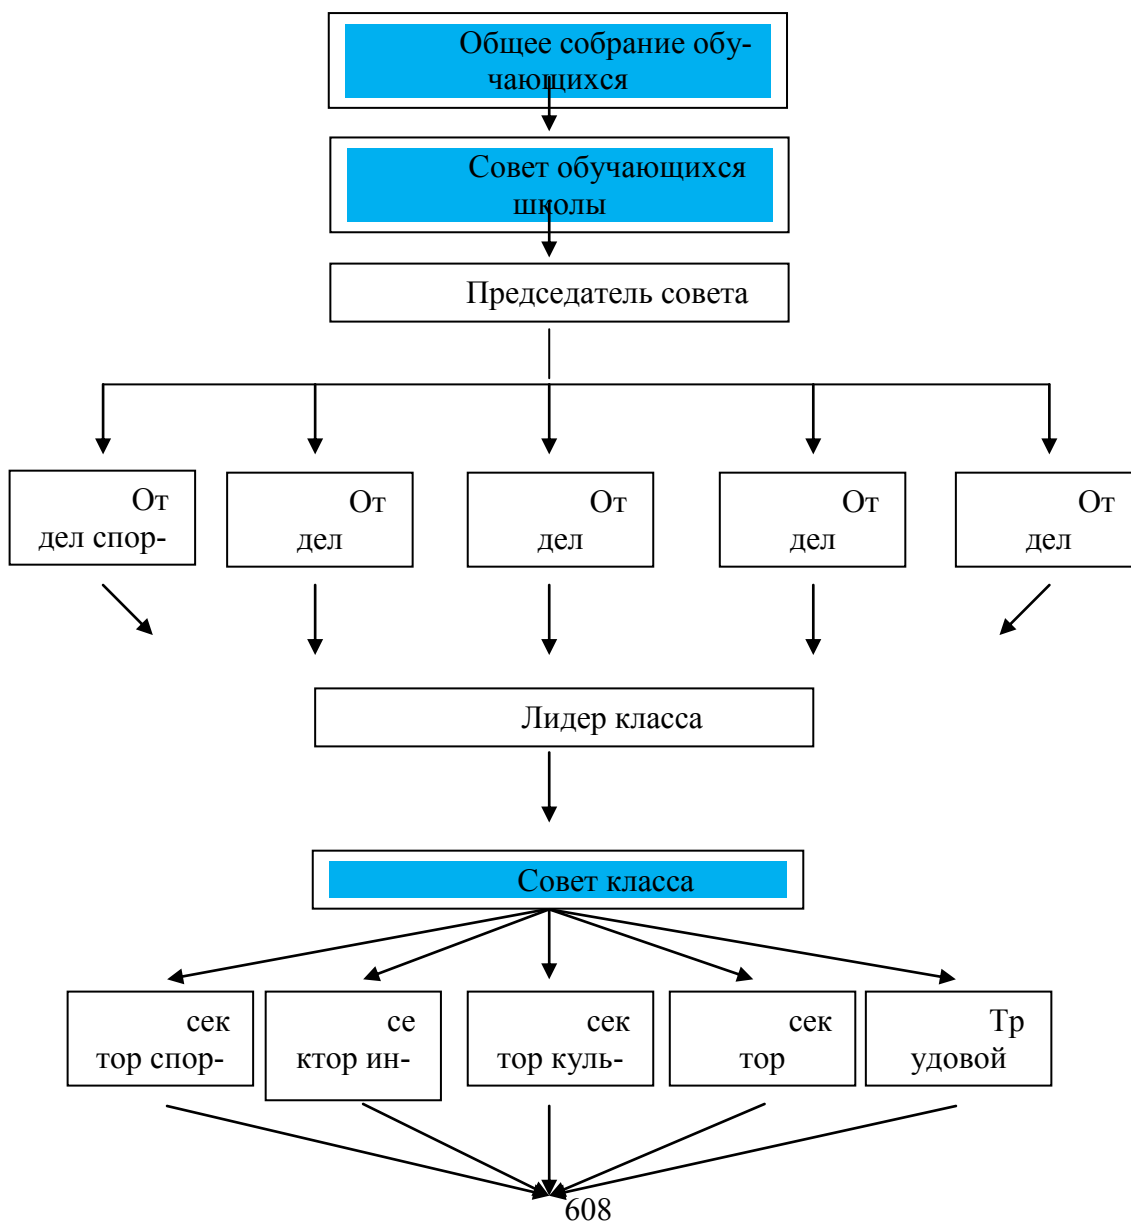 Общее собрание обу-
чающихся
Совет обучающихся
школы
Председатель совета
От
дел спор-
От
дел
От
дел
От
дел
От
дел
Лидер класса
Совет класса
сек
тор спор-
се
ктор ин-
сек
тор куль-
сек
тор
Тр
удовой
608